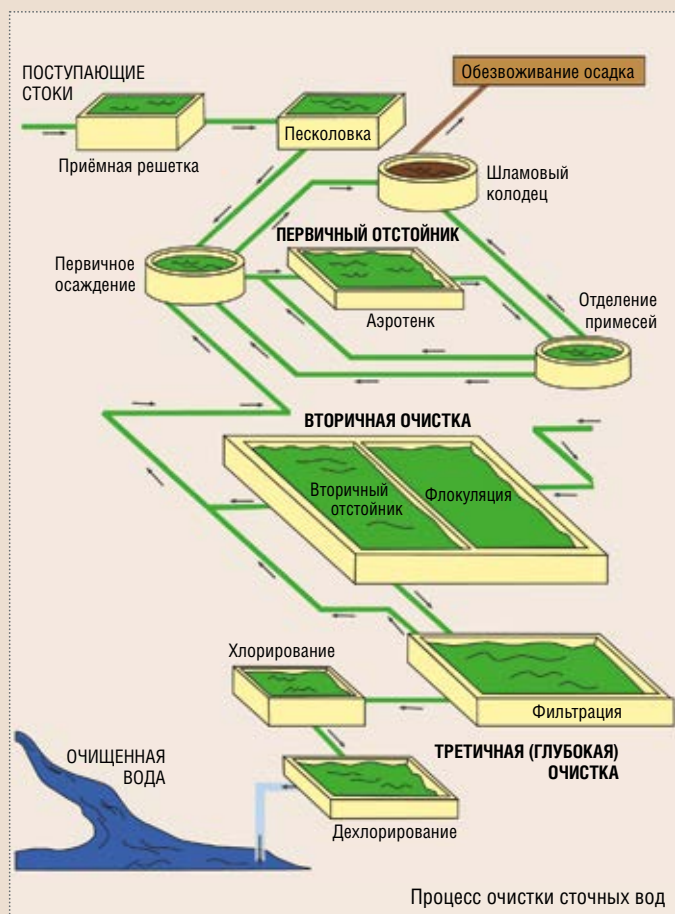 ПОСТУПАЮЩИЕ
СТОКИ
Обезвоживание осадка
Песколовка
Приёмная решетка
Шламовый
колодец
ПЕРВИЧНЫЙ ОТСТОЙНИК
Первичное
осаждение
Аэротенк
Отделение
примесей
ВТОРИЧНАЯ ОЧИСТКА
Вторичный
отстойник
Флокуляция
Хлорирование
Фильтрация
ОЧИЩЕННАЯ
ВОДА
ТРЕТИЧНАЯ (ГЛУБОКАЯ)
ОЧИСТКА
Дехлорирование
Процесс очистки сточных вод